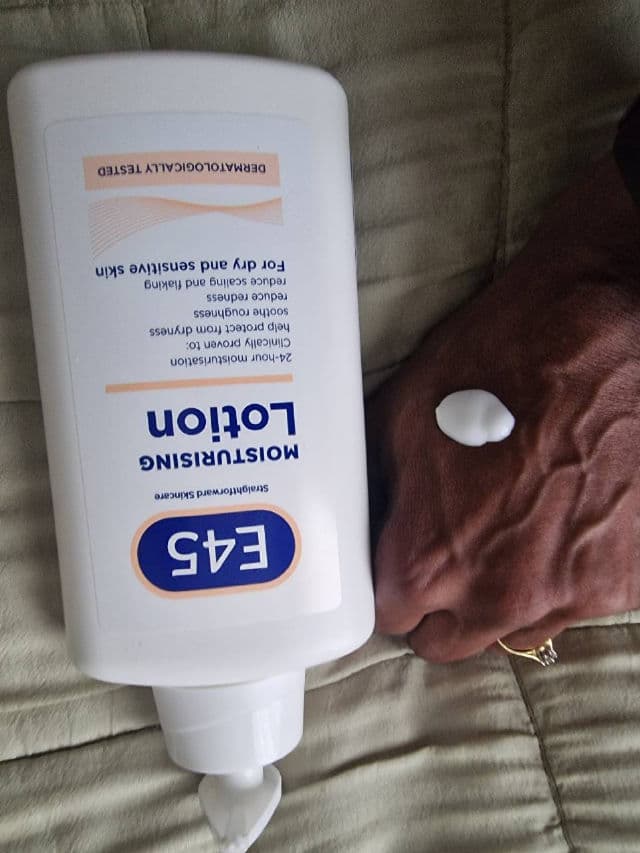 E45
Straightforward Skincare
MOISTURISING
Lotion
24-hour moisturisation
Clinically proven to:
help protect from dryness
soothe roughness
reduce redness
reduce scaling and flaking
For dry and sensitive skin
DERMATOLOGICALLY TESTED